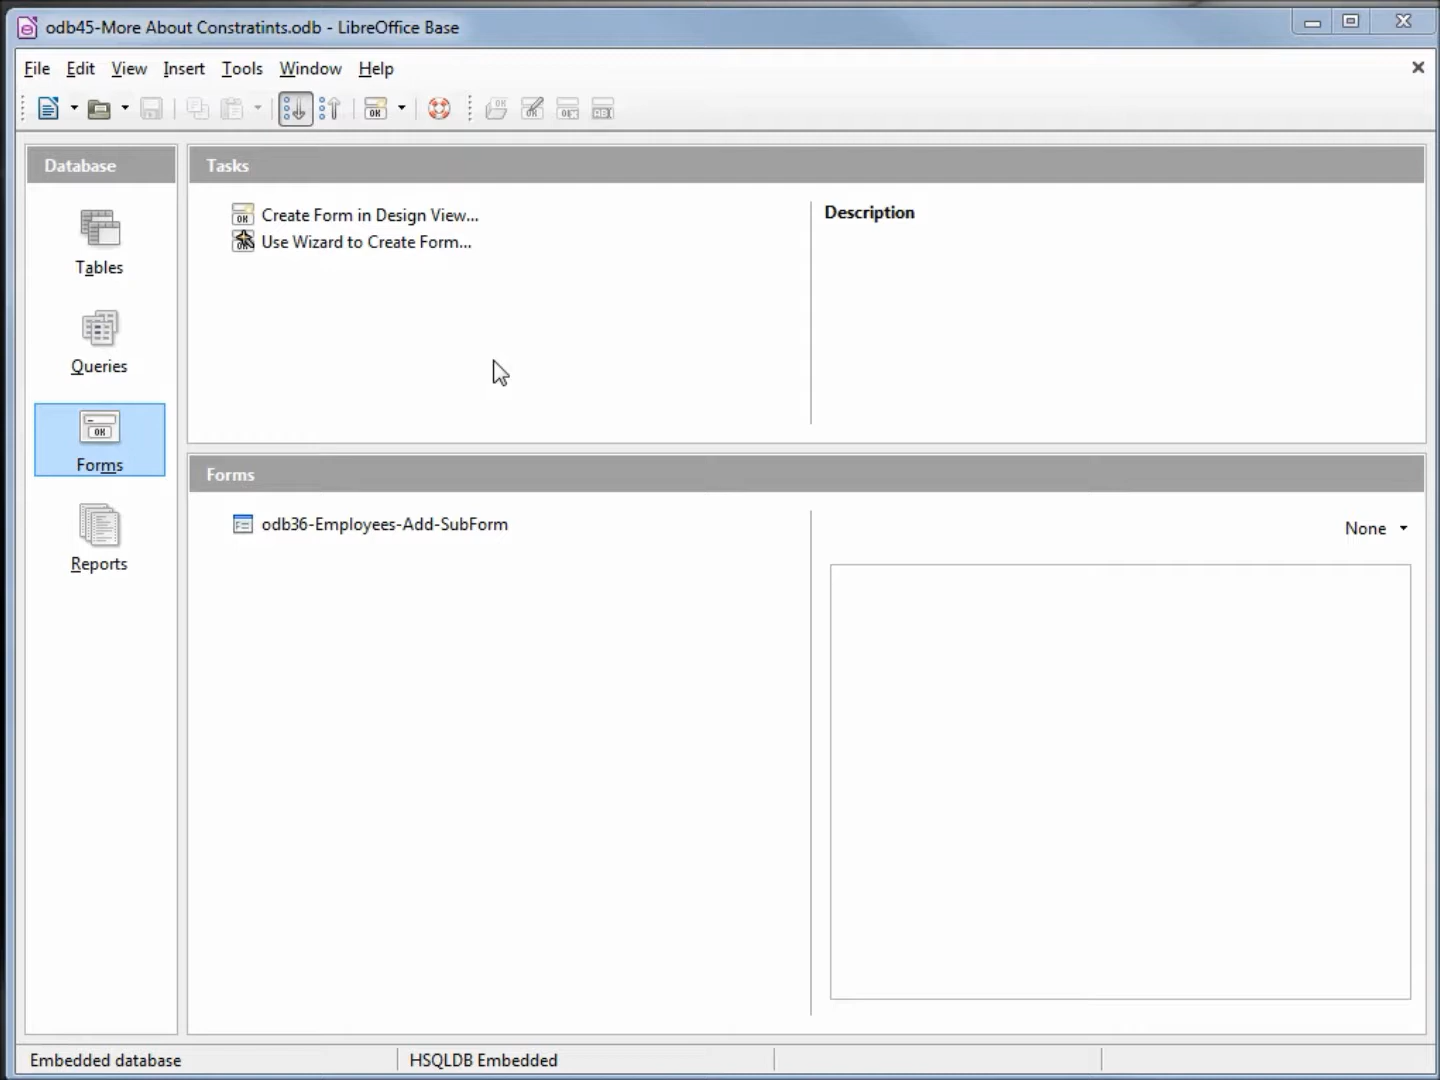 odb45-More About Constratints.odb - LibreOffice Base
File Edit View Insert Tools Window Help
Database
Tasks
Tables
Queries
Forms
Reports
Create Form in Design View...
Use Wizard to Create Form...
Description
Forms
odb36-Employees-Add-SubForm
None
Embedded database
HSQLDB Embedded